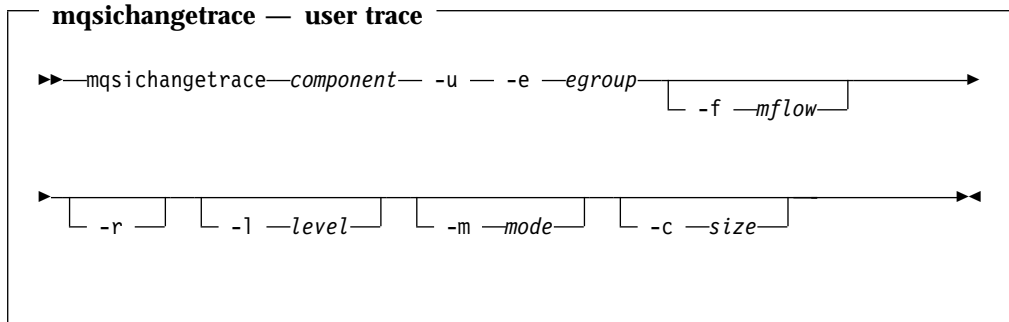 mqsichangetrace — user trace
mqsichangetrace component -u -e egroup
-f mflow
-r -l level -m mode -c size